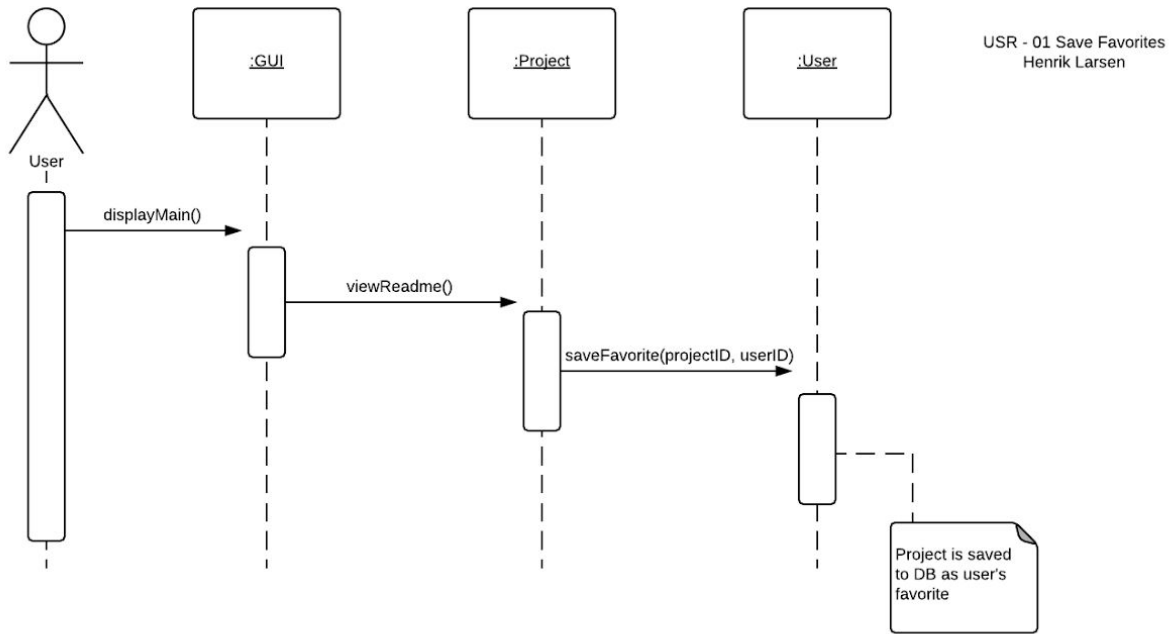 :GUI
:Project
:User
USR - 01 Save Favorites
Henrik Larsen
User
displayMain()
viewReadme()
saveFavorite(projectID, userID)
Project is saved
to DB as user's
favorite